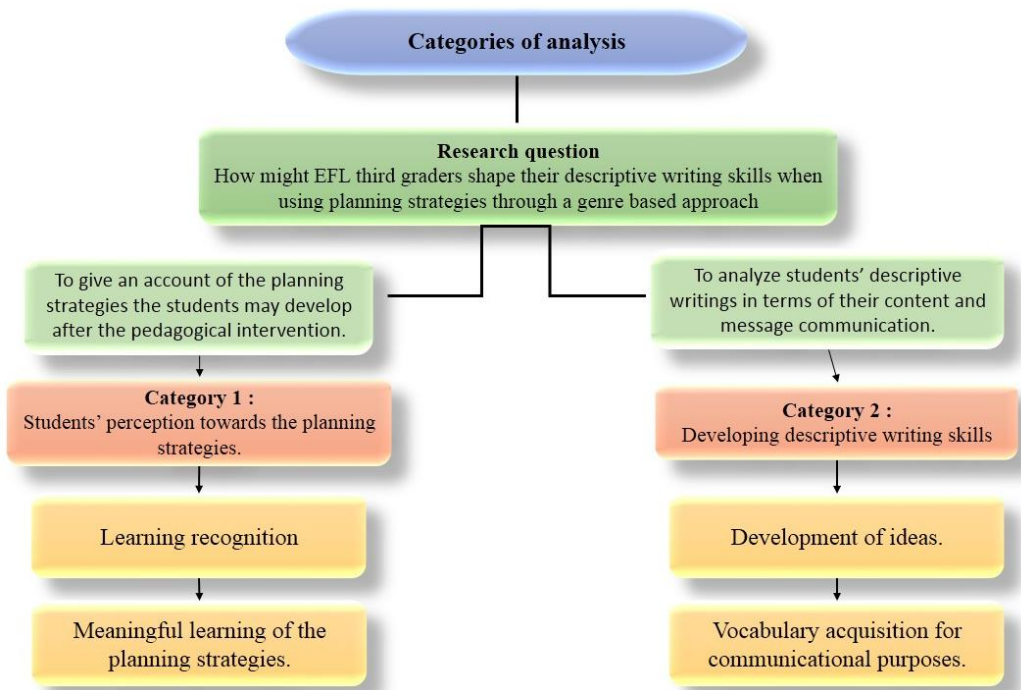 Categories of analysis
Research question
How might EFL third graders shape their descriptive writing skills when
using planning strategies through a genre based approach
To give an account of the planning
strategies the students may develop
after the pedagogical intervention.
Category 1 :
Students’ perception towards the planning
strategies.
Learning recognition
Meaningful learning of the
planning strategies.
To analyze students’ descriptive
writings in terms of their content and
message communication.
Category 2 :
Developing descriptive writing skills
Development of ideas.
Vocabulary acquisition for
communicational purposes.